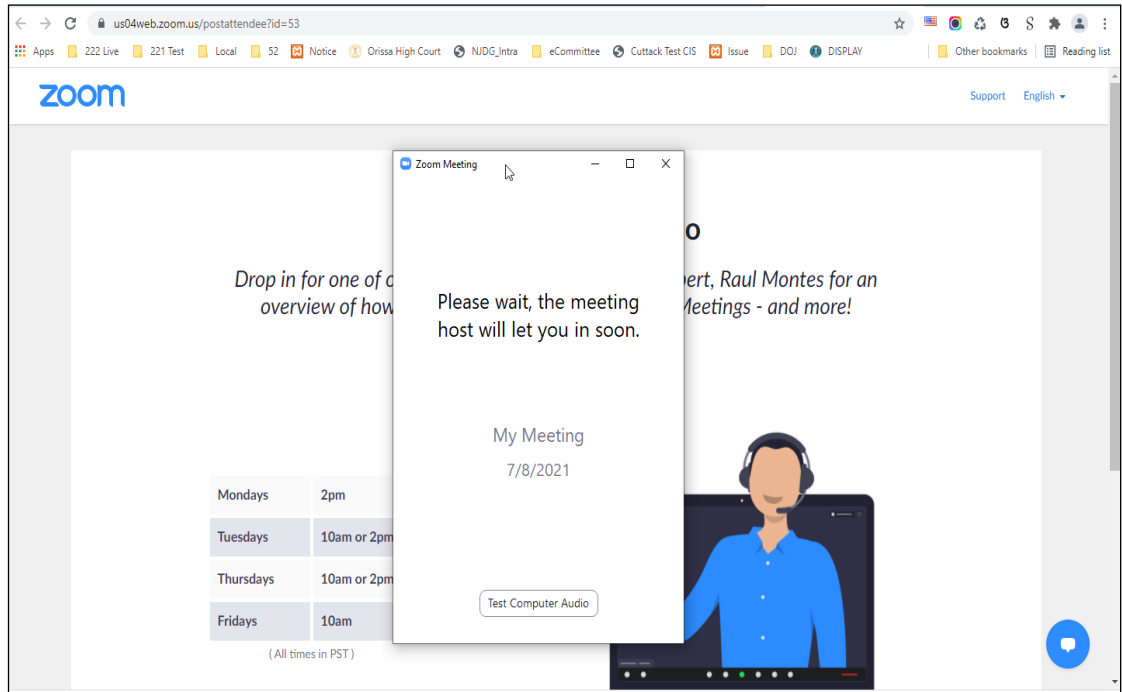 us04web.zoom.us/postattendee?id=53
Apps 222 Live 221 Test Local 52 Notice Orissa High Court NJDG_Intra eCommittee Cuttack Test CIS Issue DOJ DISPLAY Other bookmarks Reading list
zoom Support English
Zoom Meeting
o
Drop in for one of o
ert, Raul Montes for an
overview of how
Meetings - and more!
Please wait, the meeting
host will let you in soon.
My Meeting
7/8/2021
Mondays 2pm
Tuesdays 10am or 2pm
Thursdays 10am or 2pm
Fridays 10am
( All times in PST )
Test Computer Audio